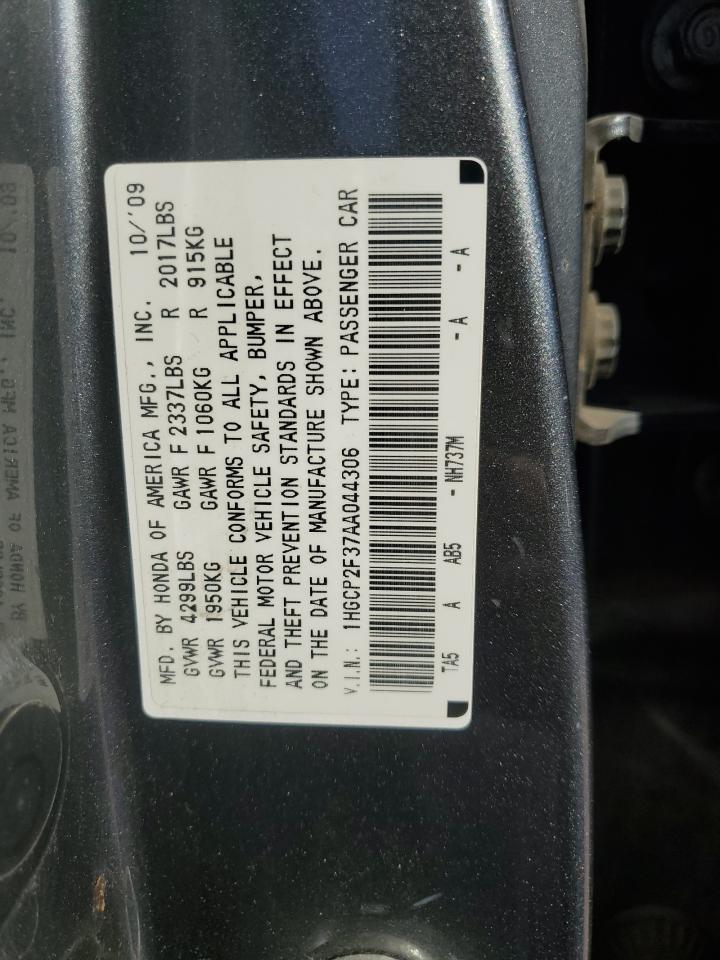 MFD. BY HONDA OF AMERICA MFG., INC. 10/'09
GVWR 4299LBS GAWR F 2337LBS R 2017LBS
GVWR 1950KG GAWR F 1060KG R 915KG
THIS VEHICLE CONFORMS TO ALL APPLICABLE
FEDERAL MOTOR VEHICLE SAFETY, BUMPER,
AND THEFT PREVENTION STANDARDS IN EFFECT
ON THE DATE OF MANUFACTURE SHOWN ABOVE.
V.I.N.: 1HGCP2F37AA044306 TYPE: PASSENGER CAR
TA5 A AB5 - NH737M - A - A